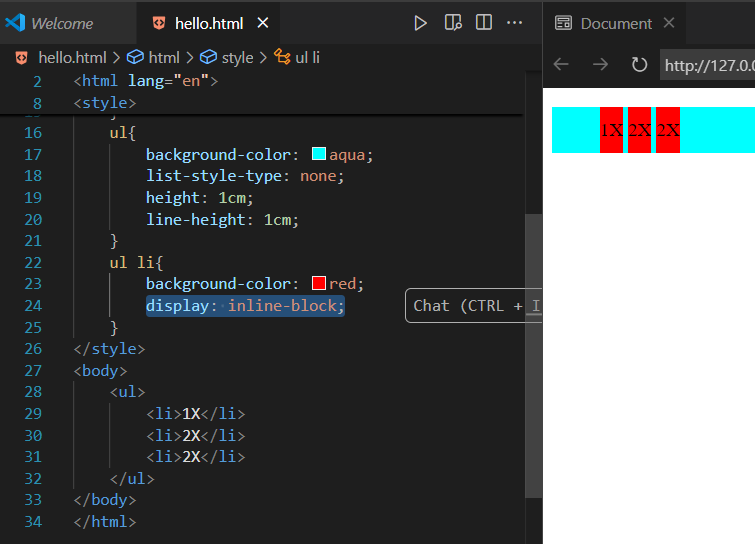 Welcome
hello.html
Document
hello.html > html > style > ul li
http://127.0.0
2 <html lang="en">
8 <style>
16 ul{
17 background-color: aqua;
18 list-style-type: none;
19 height: 1cm;
20 line-height: 1cm;
21 }
22 ul li{
23 background-color: red;
24 display: inline-block;
25 }
26 </style>
27 <body>
28 <ul>
29 <li>1X</li>
30 <li>2X</li>
31 <li>2X</li>
32 </ul>
33 </body>
34 </html>
Chat (CTRL + I
1X 2X 2X